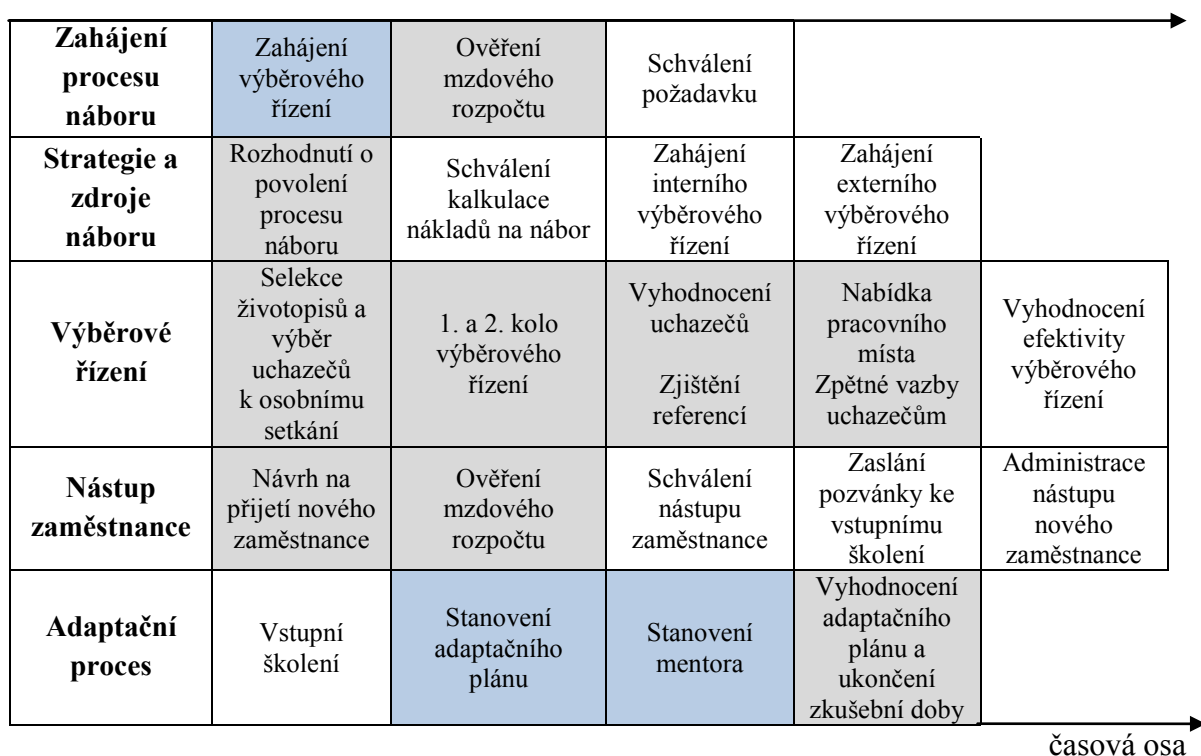 Zahájení
procesu
náboru
Zahájení
výběrového
řízení
Ověření
mzdového
rozpočtu
Schválení
požadavku
Strategie a
zdroje
náboru
Rozhodnutí o
povolení
procesu
náboru
Schválení
kalkulace
nákladů na nábor
Zahájení
interního
výběrového
řízení
Zahájení
externího
výběrového
řízení
Výběrové
řízení
Selekce
životopisů a
výběr
uchazečů
k osobnímu
setkání
1. a 2. kolo
výběrového
řízení
Vyhodnocení
uchazečů
Zjištění
referencí
Nabídka
pracovního
místa
Zpětné vazby
uchazečům
Vyhodnocení
efektivity
výběrového
řízení
Nástup
zaměstnance
Návrh na
přijetí nového
zaměstnance
Ověření
mzdového
rozpočtu
Schválení
nástupu
zaměstnance
Zaslání
pozvánky ke
vstupnímu
školení
Administrace
nástupu
nového
zaměstnance
Adaptační
proces
Vstupní
školení
Stanovení
adaptačního
plánu
Stanovení
mentora
Vyhodnocení
adaptačního
plánu a
ukončení
zkušební doby
časová osa